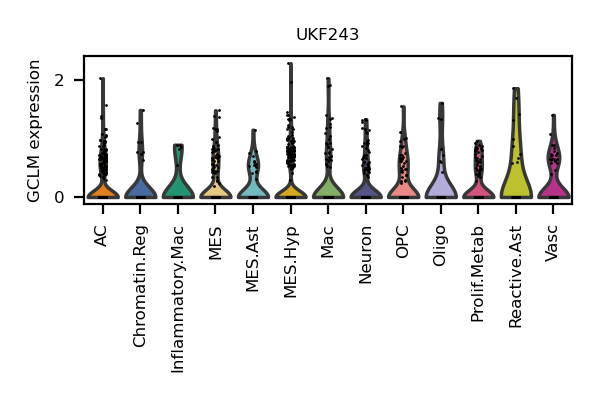 UKF243
GCLM expression
2
0
AC
Chromatin.Reg
Inflammatory.Mac
MES
MES.Ast
MES.Hyp
Mac
Neuron
OPC
Oligo
Prolif.Metab
Reactive.Ast
Vasc